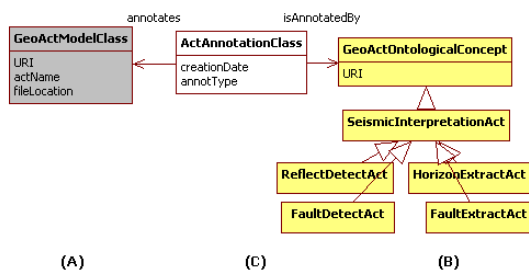 annotates
isAnnotatedBy
GeoActModelClass
URI
actName
fileLocation
ActAnnotationClass
creationDate
annotType
GeoActOntologicalConcept
URI
SeismicInterpretationAct
ReflectDetectAct
HorizonExtractAct
FaultDetectAct
FaultExtractAct
(A)
(C)
(B)